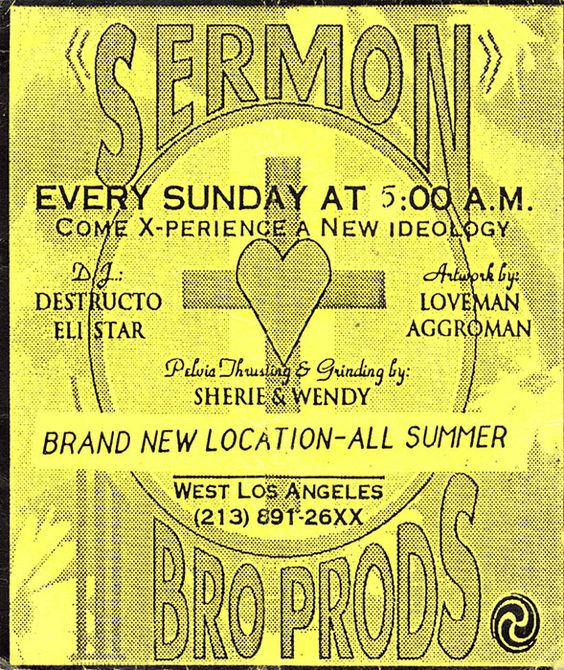 SERMON
EVERY SUNDAY AT 5:00 A.M.
COME X-PERIENCE A NEW IDEOLOGY
D.J.:
DESTRUCTO
ELI STAR
Artwork by:
LOVEMAN
AGGROMAN
Pelvis Thrusting & Grinding by:
SHERIE & WENDY
BRAND NEW LOCATION-ALL SUMMER
WEST LOS ANGELES
(213) 891-26XX
BRO PRODS